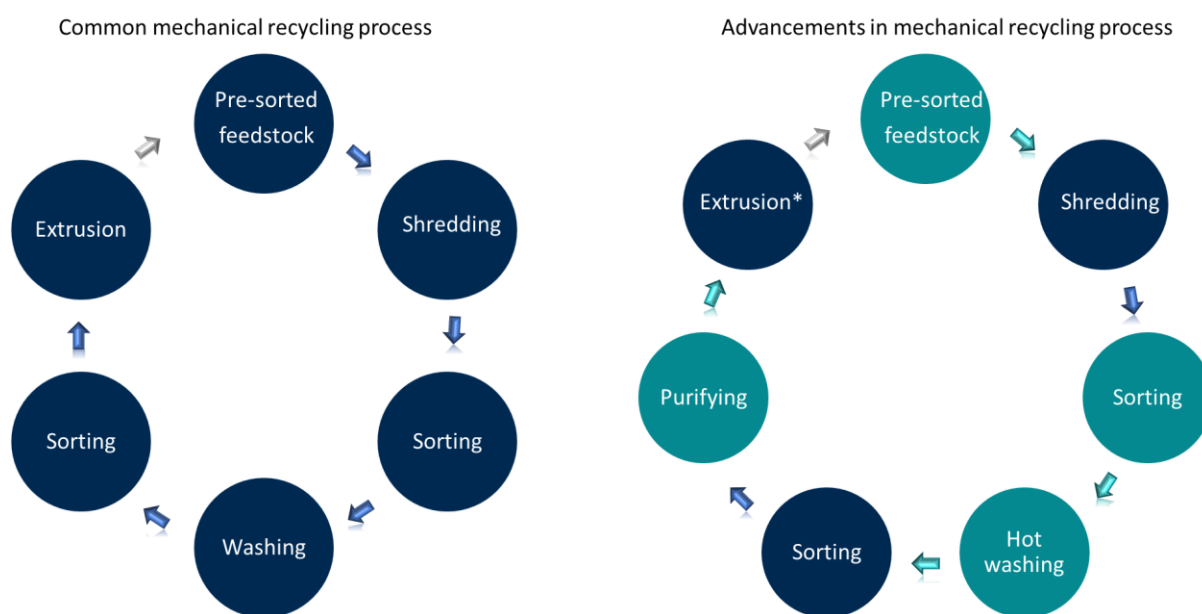 Common mechanical recycling process
Pre-sorted
feedstock
Shredding
Sorting
Washing
Sorting
Extrusion
Advancements in mechanical recycling process
Pre-sorted
feedstock
Shredding
Sorting
Hot
washing
Sorting
Purifying
Extrusion*